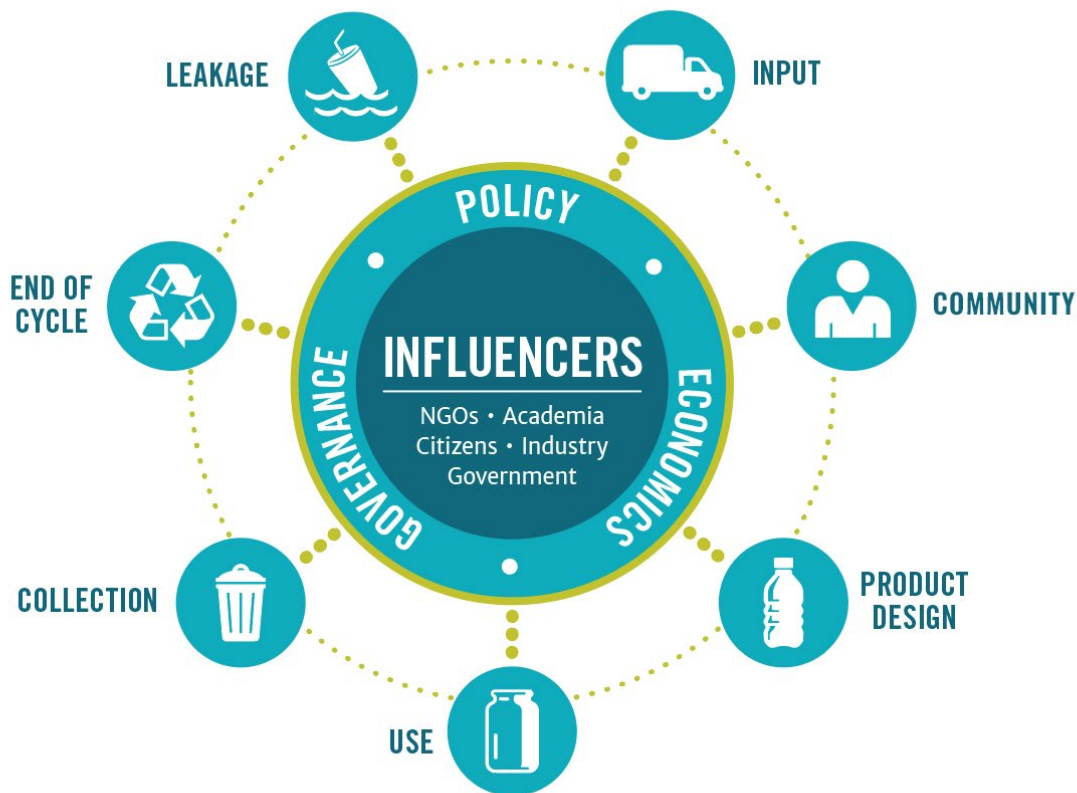 LEAKAGE
INPUT
POLICY
END OF
CYCLE
COMMUNITY
GOVERNANCE
INFLUENCERS
NGOs • Academia
Citizens • Industry
Government
ECONOMICS
COLLECTION
PRODUCT
DESIGN
USE